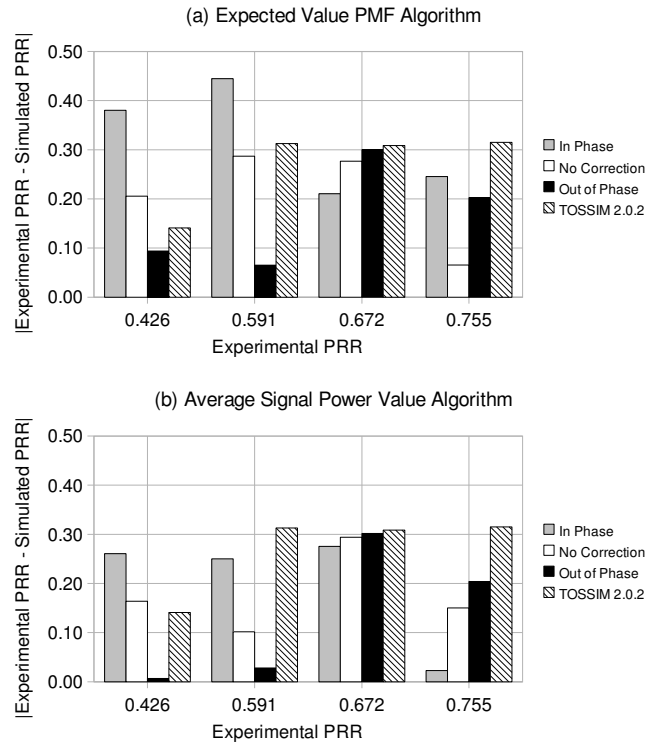 (a) Expected Value PMF Algorithm
|Experimental PRR - Simulated PRR|
0.50
0.40
0.30
0.20
0.10
0.00
0.426 0.591 0.672 0.755
Experimental PRR
In Phase
No Correction
Out of Phase
TOSSIM 2.0.2
(b) Average Signal Power Value Algorithm
|Experimental PRR - Simulated PRR|
0.50
0.40
0.30
0.20
0.10
0.00
0.426 0.591 0.672 0.755
Experimental PRR
In Phase
No Correction
Out of Phase
TOSSIM 2.0.2